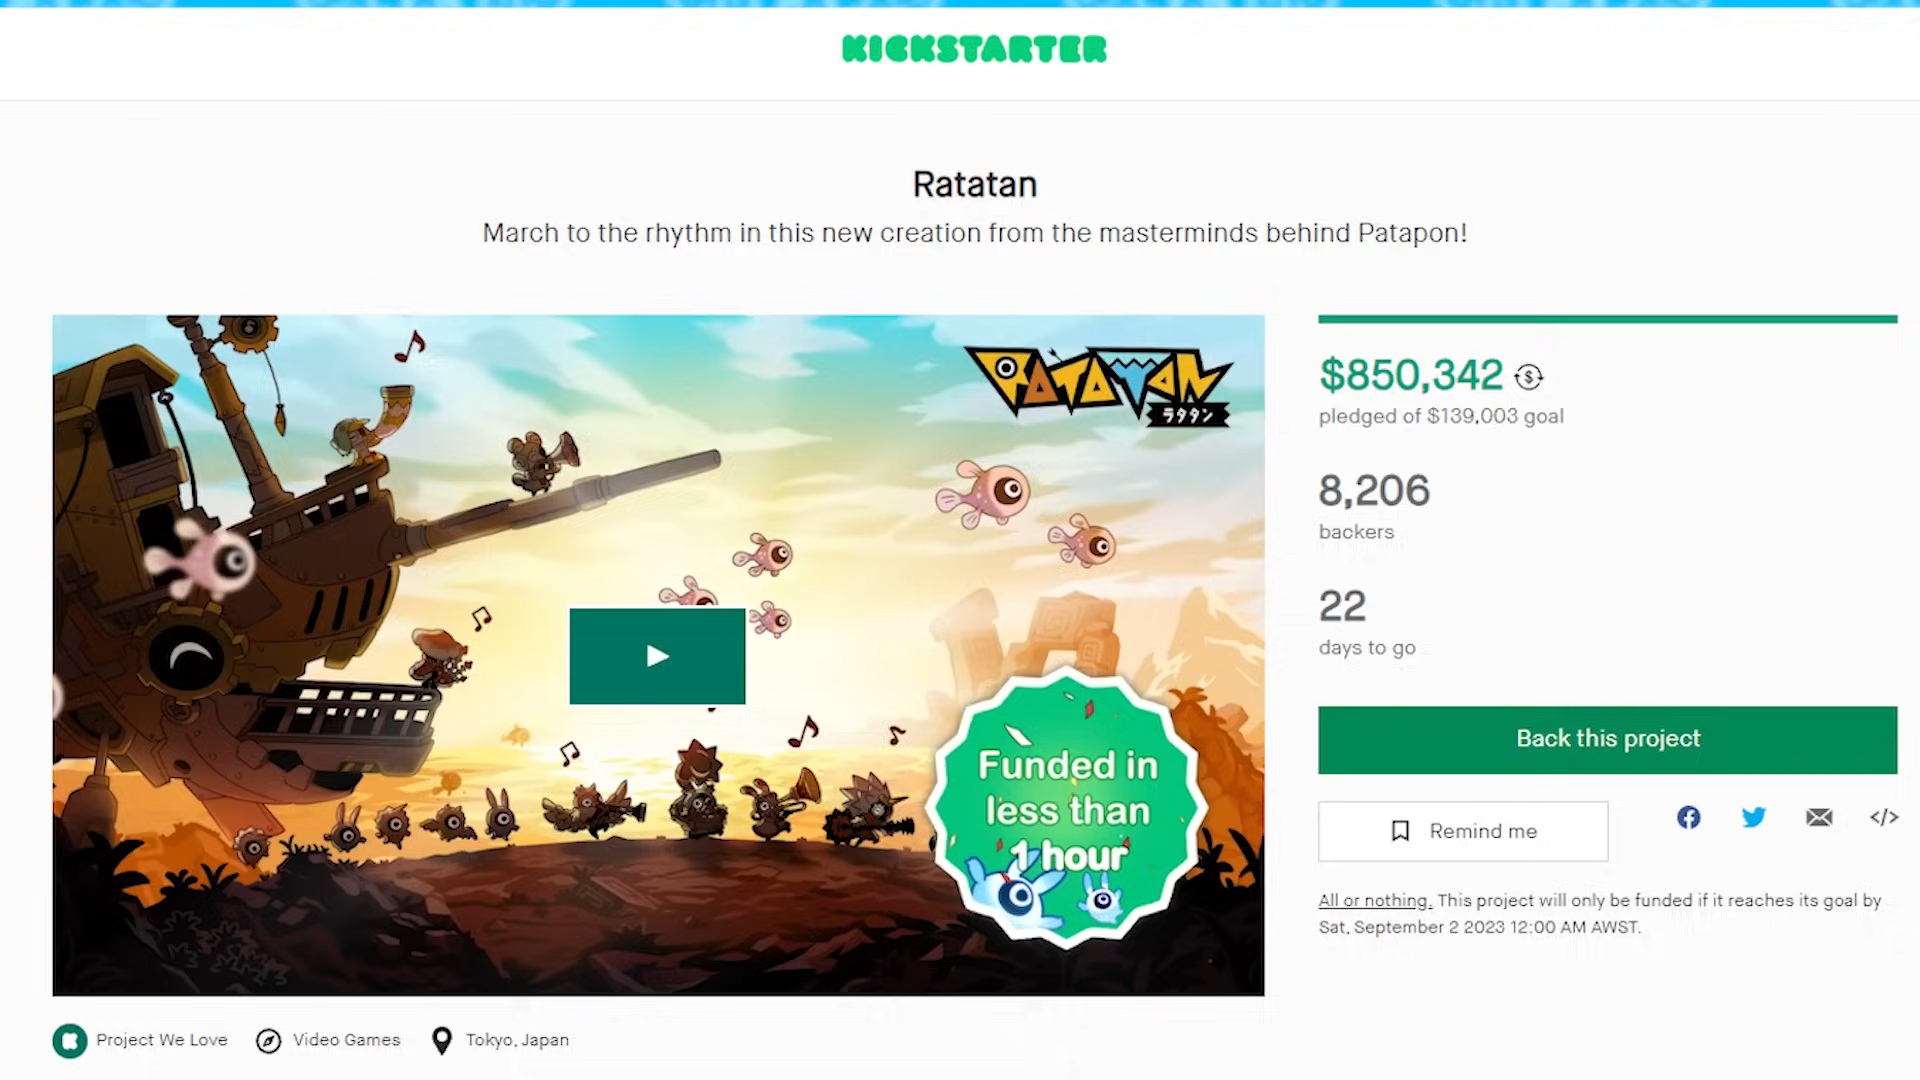 KICKSTARTER
Ratatan
March to the rhythm in this new creation from the masterminds behind Patapon!
RATATAN
ラタタン
Funded in
less than
1 hour
$850,342
pledged of $139,003 goal
8,206
backers
22
days to go
Back this project
Remind me
All or nothing. This project will only be funded if it reaches its goal by
Sat, September 2 2023 12:00 AM AWST.
Project We Love
Video Games
Tokyo, Japan